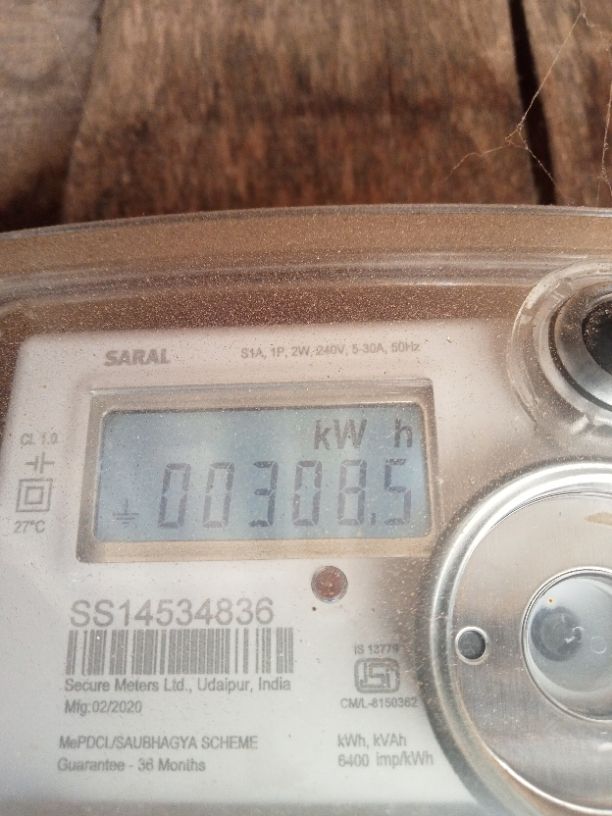 SARAL
S1A, 1P, 2W, 240V, 5-30A, 50Hz
kW h
00308.5
CL 1.0
27°C
SS14534836
Secure Meters Ltd., Udaipur, India
Mfg:02/2020
IS 13779
CM/L-8150362
MePDCL/SAUBHAGYA SCHEME
Guarantee - 36 Months
kWh, kVAh
6400 imp/kWh